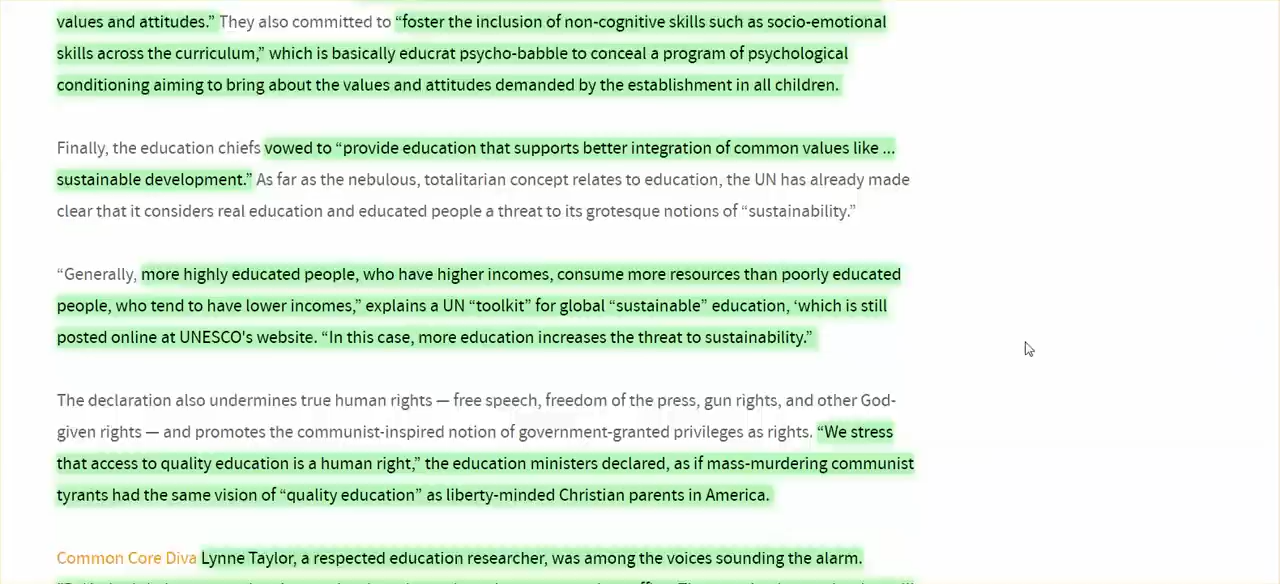 values and attitudes.” They also committed to “foster the inclusion of non-cognitive skills such as socio-emotional
skills across the curriculum,” which is basically educrat psycho-babble to conceal a program of psychological
conditioning aiming to bring about the values and attitudes demanded by the establishment in all children.
Finally, the education chiefs vowed to “provide education that supports better integration of common values like ...
sustainable development.” As far as the nebulous, totalitarian concept relates to education, the UN has already made
clear that it considers real education and educated people a threat to its grotesque notions of “sustainability.”
“Generally, more highly educated people, who have higher incomes, consume more resources than poorly educated
people, who tend to have lower incomes,” explains a UN “toolkit” for global “sustainable” education, ‘which is still
posted online at UNESCO's website. “In this case, more education increases the threat to sustainability.”
The declaration also undermines true human rights — free speech, freedom of the press, gun rights, and other God-
given rights — and promotes the communist-inspired notion of government-granted privileges as rights. “We stress
that access to quality education is a human right,” the education ministers declared, as if mass-murdering communist
tyrants had the same vision of “quality education” as liberty-minded Christian parents in America.
Common Core Diva Lynne Taylor, a respected education researcher, was among the voices sounding the alarm.